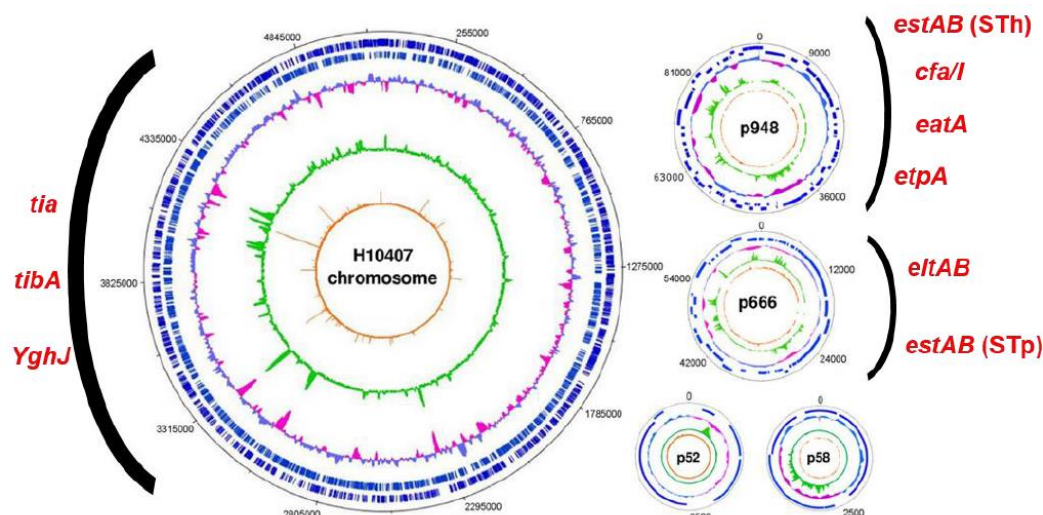 tia
tibA
YghJ
H10407
chromosome
255000
765000
1275000
1785000
2295000
2805000
3315000
3825000
4335000
4845000
p948
0
9000
36000
63000
81000
estAB (STh)
cfa/I
eatA
etpA
p666
0
12000
24000
42000
54000
eltAB
estAB (STp)
p52
0
p58
0
2500